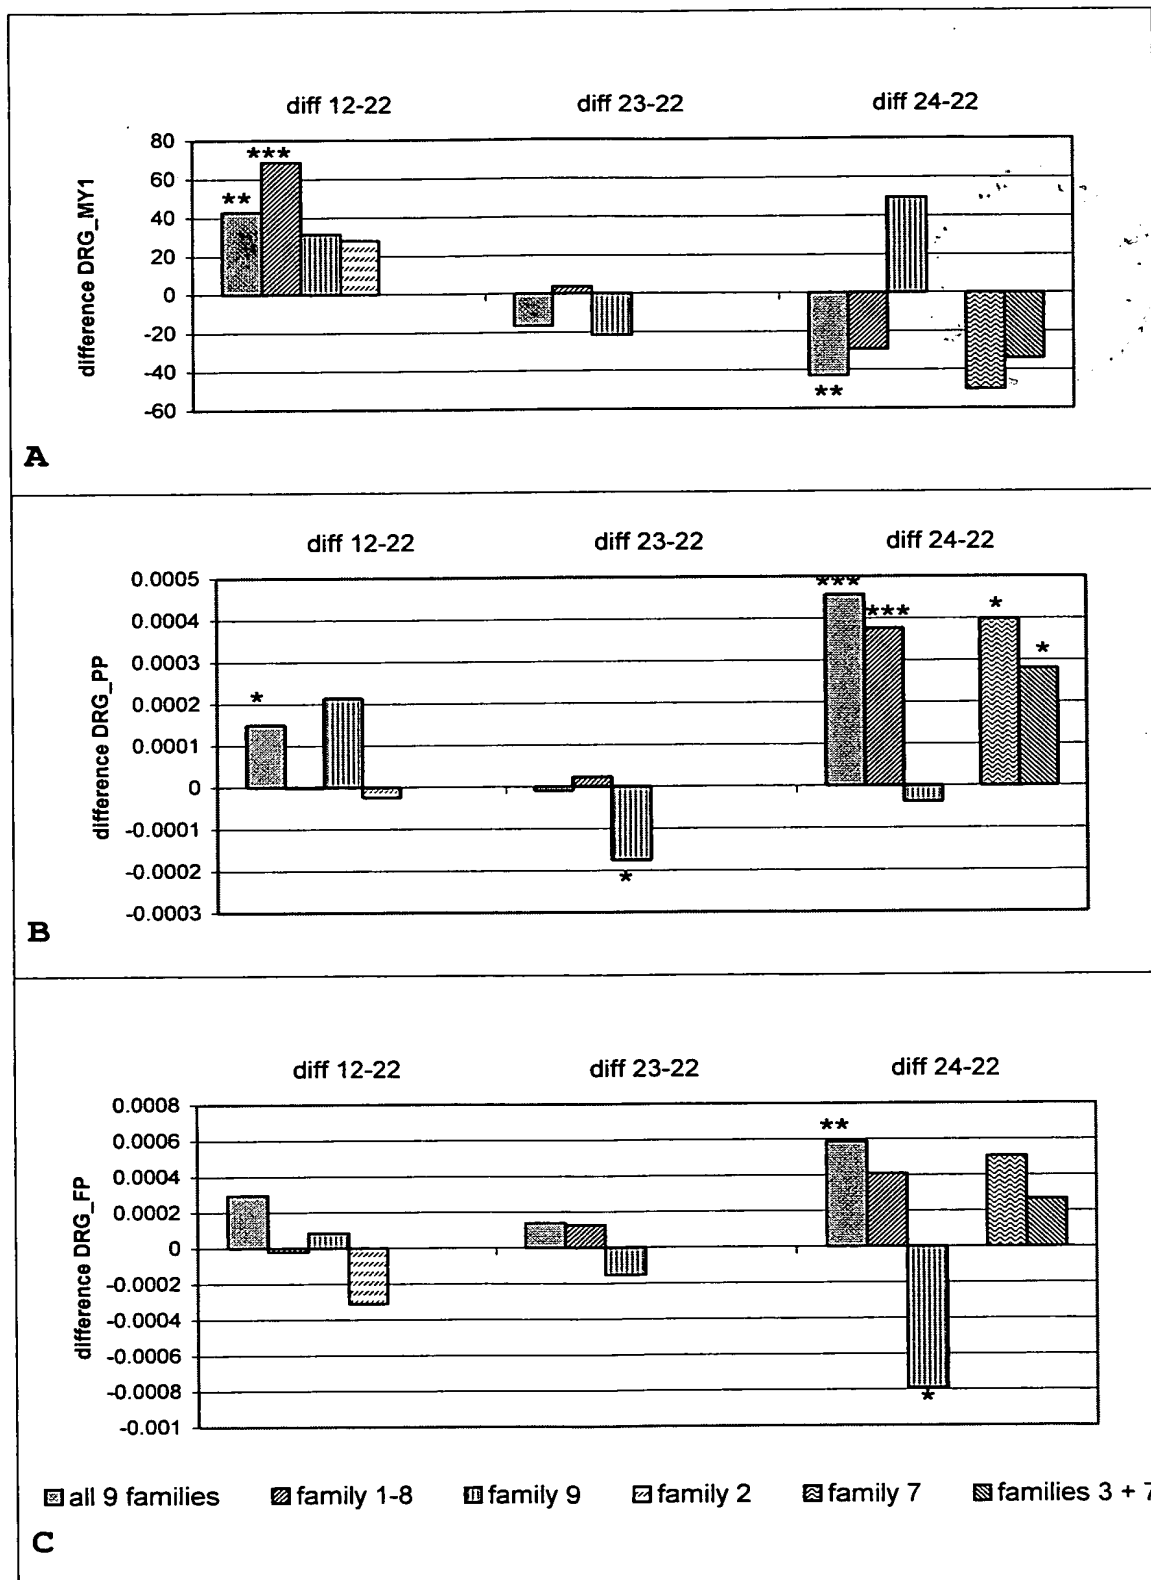 diff 12-22 diff 23-22 diff 24-22
difference DRG_MY1
80
60
40
20
0
-20
-40
-60
** *** **
A
diff 12-22 diff 23-22 diff 24-22
difference DRG_PP
0.0005
0.0004
0.0003
0.0002
0.0001
0
-0.0001
-0.0002
-0.0003
* * *** *** * *
B
diff 12-22 diff 23-22 diff 24-22
difference DRG_FP
0.0008
0.0006
0.0004
0.0002
0
-0.0002
-0.0004
-0.0006
-0.0008
-0.001
** *
all 9 families family 1-8 family 9 family 2 family 7 families 3 + 7
C